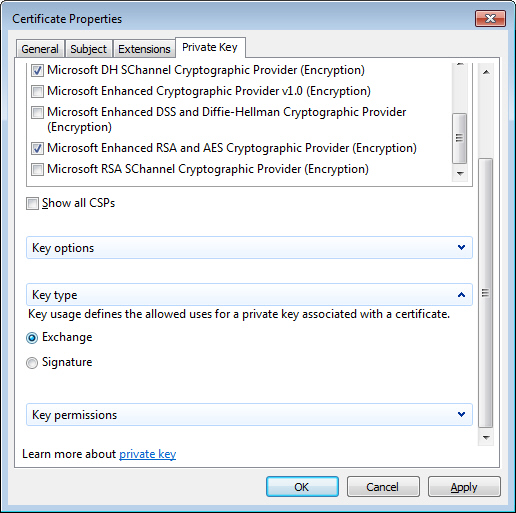 Certificate Properties
General Subject Extensions Private Key
Microsoft DH SChannel Cryptographic Provider (Encryption)
Microsoft Enhanced Cryptographic Provider v1.0 (Encryption)
Microsoft Enhanced DSS and Diffie-Hellman Cryptographic Provider
(Encryption)
Microsoft Enhanced RSA and AES Cryptographic Provider (Encryption)
Microsoft RSA SChannel Cryptographic Provider (Encryption)
Show all CSPs
Key options
Key type
Key usage defines the allowed uses for a private key associated with a certificate.
Exchange
Signature
Key permissions
Learn more about private key
OK Cancel Apply